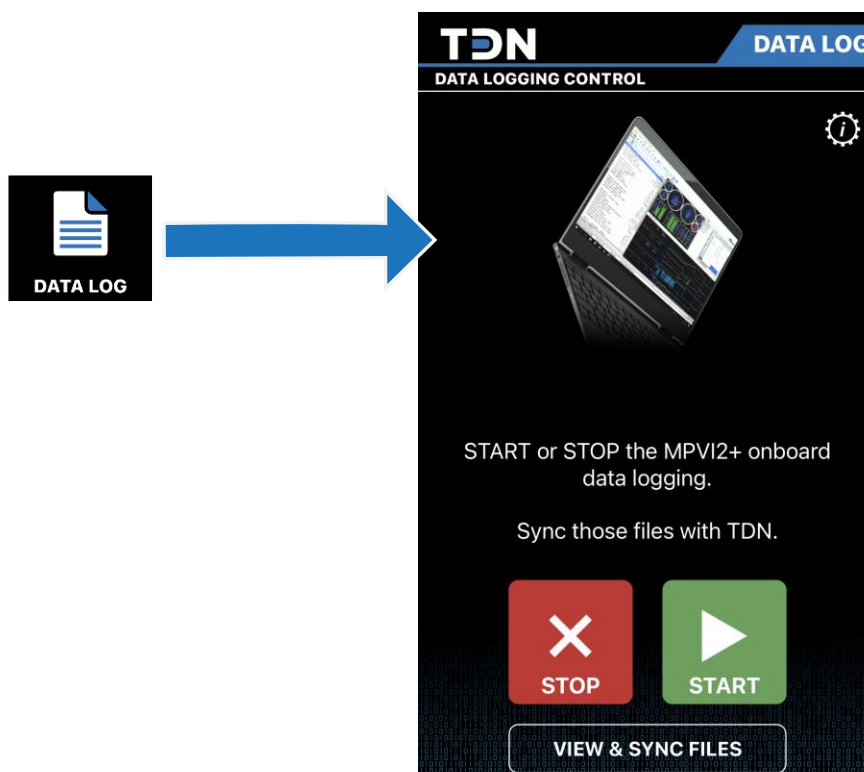 DATA LOG
TDN
DATA LOGGING CONTROL
DATA LOG
i
START or STOP the MPVI2+ onboard
data logging.
Sync those files with TDN.
STOP
START
VIEW & SYNC FILES